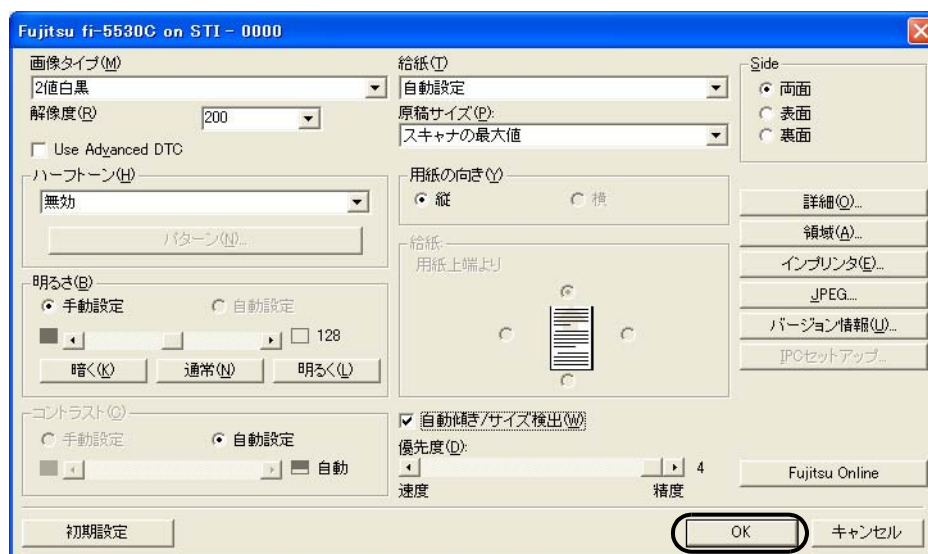 Fujitsu fi-5530C on STI - 0000
画像タイプ(M)
2値白黒
解像度(R)
200
Use Advanced DTC
ハーフトーン(H)
無効
パターン(N)...
明るさ(B)
手動設定
自動設定
128
暗く(K)
通常(N)
明るく(L)
コントラスト(C)
手動設定
自動設定
自動
初期設定
給紙(T)
自動設定
原稿サイズ(P):
スキャナの最大値
用紙の向き(Y)
縦
横
給紙:
用紙上端より
自動傾き/サイズ検出(W)
優先度(D):
4
速度
精度
Side
両面
表面
裏面
詳細(O)...
領域(A)...
インプリンタ(E)...
JPEG...
バージョン情報(U)...
IPCセットアップ...
Fujitsu Online
OK
キャンセル